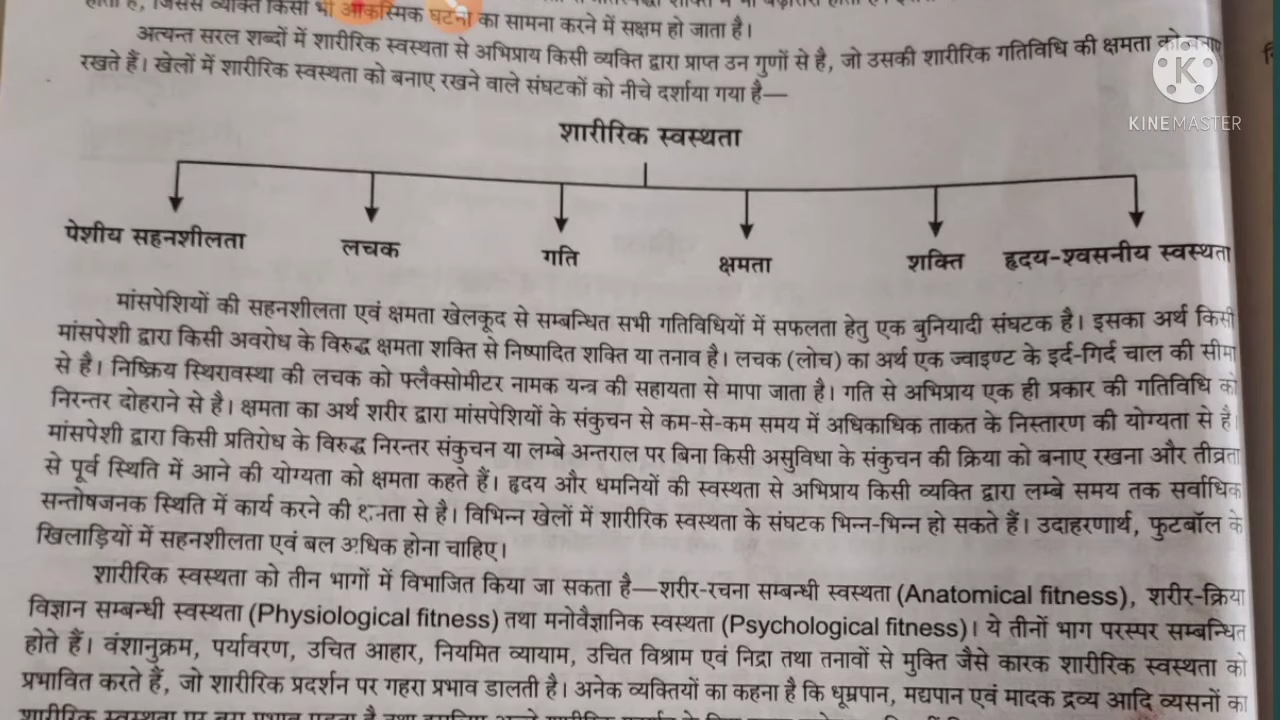 जिससे व्यक्ति किसी भी आकस्मिक घटना का सामना करने में सक्षम हो जाता है।
अत्यन्त सरल शब्दों में शारीरिक स्वस्थता से अभिप्राय किसी व्यक्ति द्वारा प्राप्त उन गुणों से है, जो उसकी शारीरिक गतिविधि की क्षमता को बनाए
रखते हैं। खेलों में शारीरिक स्वस्थता को बनाए रखने वाले संघटकों को नीचे दर्शाया गया है—
KINEMASTER
शारीरिक स्वस्थता
पेशीय सहनशीलता लचक गति क्षमता शक्ति हृदय-श्वसनीय स्वस्थता
मांसपेशियों की सहनशीलता एवं क्षमता खेलकूद से सम्बन्धित सभी गतिविधियों में सफलता हेतु एक बुनियादी संघटक है। इसका अर्थ किसी
मांसपेशी द्वारा किसी अवरोध के विरुद्ध क्षमता शक्ति से निष्पादित शक्ति या तनाव है। लचक (लोच) का अर्थ एक ज्वाइण्ट के इर्द-गिर्द चाल की सीमा
से है। निष्क्रिय स्थिरावस्था की लचक को फ्लैक्सोमीटर नामक यन्त्र की सहायता से मापा जाता है। गति से अभिप्राय एक ही प्रकार की गतिविधि को
निरन्तर दोहराने से है। क्षमता का अर्थ शरीर द्वारा मांसपेशियों के संकुचन से कम-से-कम समय में अधिकाधिक ताकत के निस्तारण की योग्यता से है।
मांसपेशी द्वारा किसी प्रतिरोध के विरुद्ध निरन्तर संकुचन या लम्बे अन्तराल पर बिना किसी असुविधा के संकुचन की क्रिया को बनाए रखना और तीव्रता
से पूर्व स्थिति में आने की योग्यता को क्षमता कहते हैं। हृदय और धमनियों की स्वस्थता से अभिप्राय किसी व्यक्ति द्वारा लम्बे समय तक सर्वाधिक
सन्तोषजनक स्थिति में कार्य करने की से है। विभिन्न खेलों में शारीरिक स्वस्थता के संघटक भिन्न-भिन्न हो सकते हैं। उदाहरणार्थ, फुटबॉल के
खिलाड़ियों में सहनशीलता एवं बल अधिक होना चाहिए।
शारीरिक स्वस्थता को तीन भागों में विभाजित किया जा सकता है—शरीर-रचना सम्बन्धी स्वस्थता (Anatomical fitness), शरीर-क्रिया
विज्ञान सम्बन्धी स्वस्थता (Physiological fitness) तथा मनोवैज्ञानिक स्वस्थता (Psychological fitness)। ये तीनों भाग परस्पर सम्बन्धित
होते हैं। वंशानुक्रम, पर्यावरण, उचित आहार, नियमित व्यायाम, उचित विश्राम एवं निद्रा तथा तनावों से मुक्ति जैसे कारक शारीरिक स्वस्थता को
प्रभावित करते हैं, जो शारीरिक प्रदर्शन पर गहरा प्रभाव डालती है। अनेक व्यक्तियों का कहना है कि धूम्रपान, मद्यपान एवं मादक द्रव्य आदि व्यसनों का